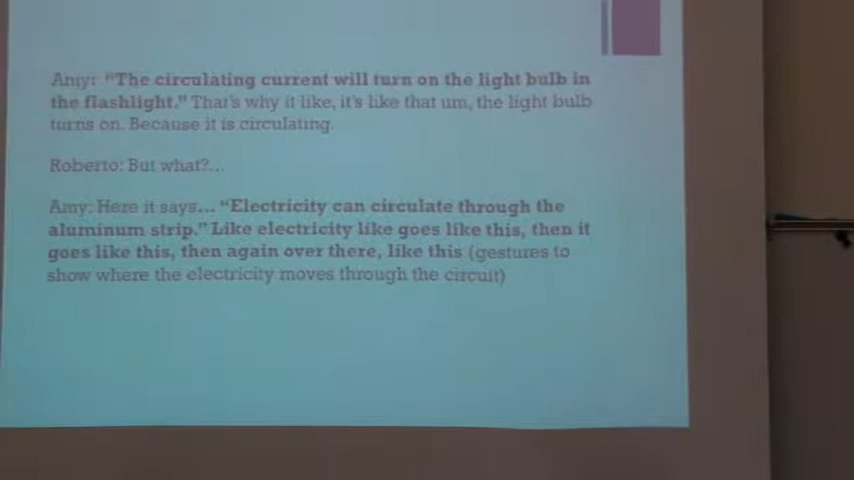 Amy: "The circulating current will turn on the light bulb in
the flashlight." That's why it like, it's like that um, the light bulb
turns on. Because it is circulating.
Roberto: But what?...
Amy: Here it says... "Electricity can circulate through the
aluminum strip." Like electricity like goes like this, then it
goes like this, then again over there, like this (gestures to
show where the electricity moves through the circuit)